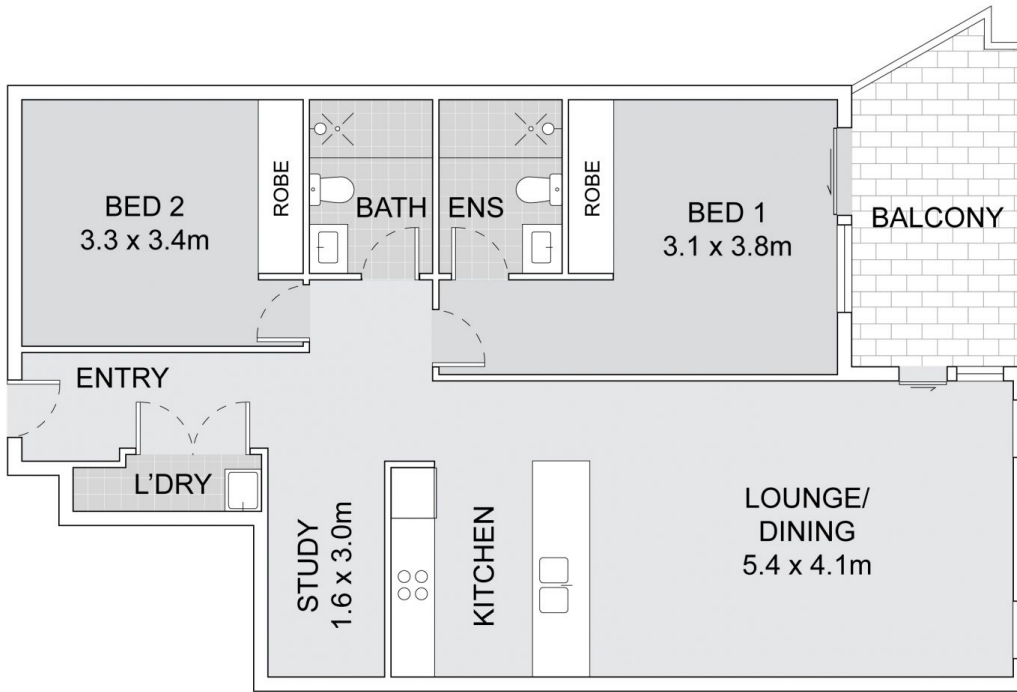 BED 2
3.3 x 3.4m
ROBE
BATH
ENS
ROBE
BED 1
3.1 x 3.8m
BALCONY
ENTRY
L'DRY
STUDY
1.6 x 3.0m
KITCHEN
LOUNGE/
DINING
5.4 x 4.1m